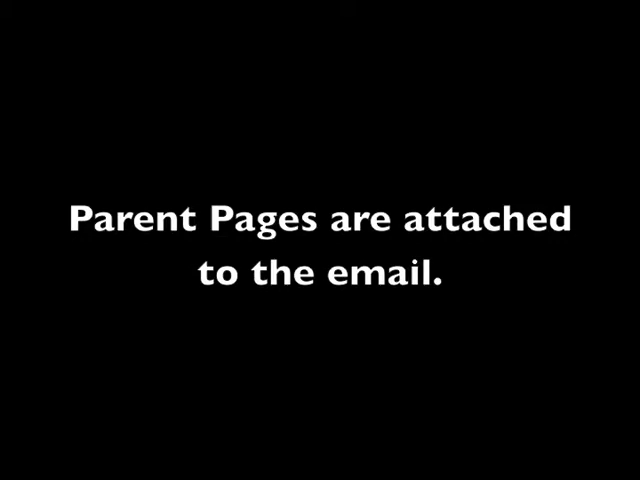 Parent Pages are attached
to the email.